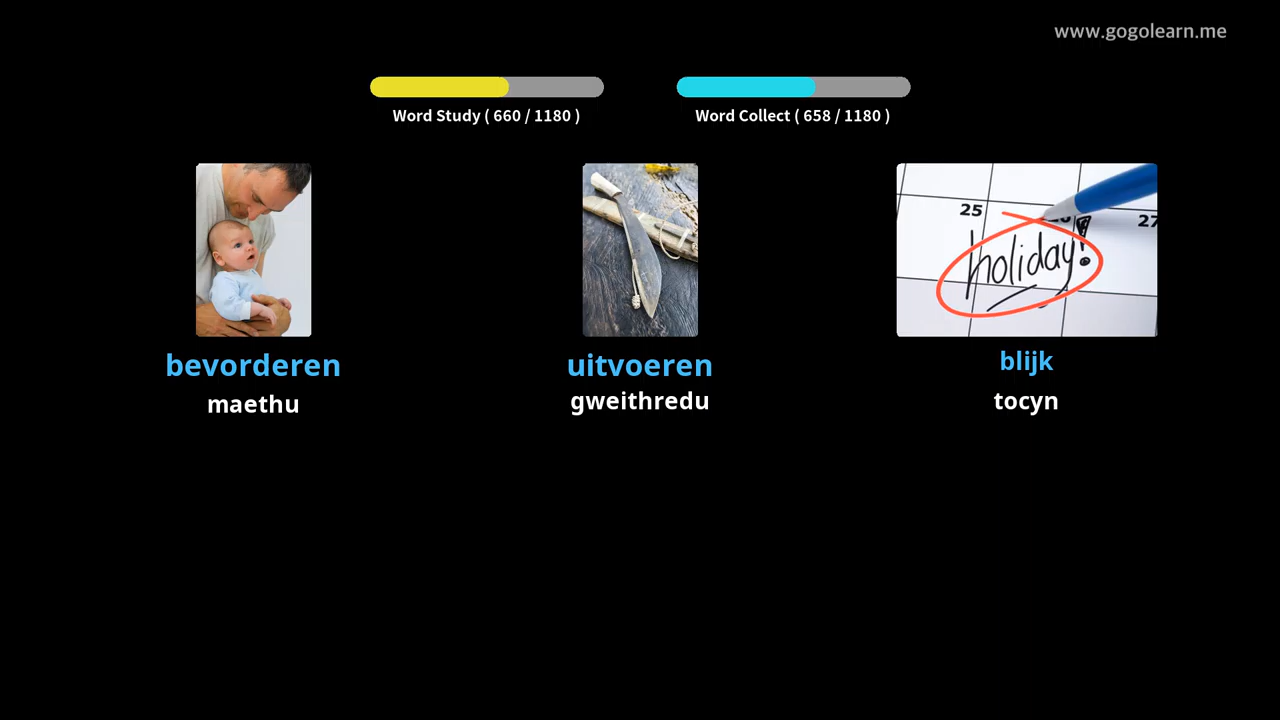 www.gogolearn.me
Word Study ( 660 / 1180 )
Word Collect ( 658 / 1180 )
25
27
holiday!
bevorderen
maethu
uitvoeren
gweithredu
blijk
tocyn